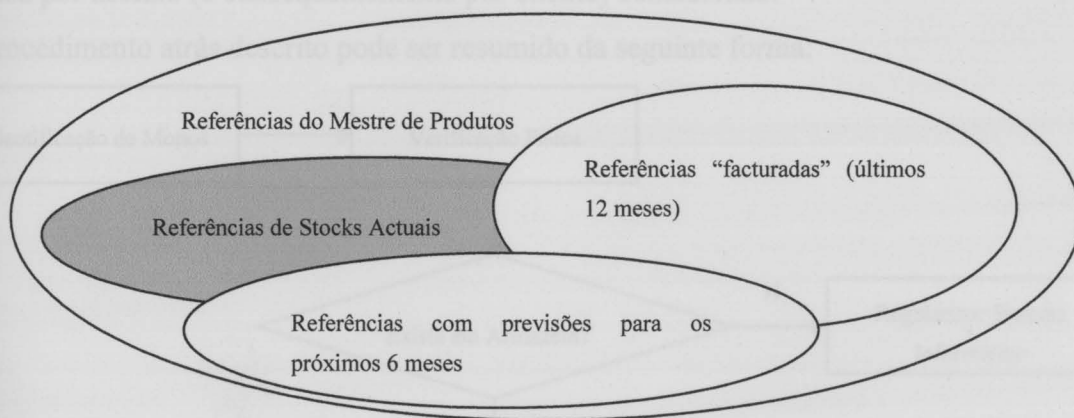 Referências do Mestre de Produtos
Referências “facturadas” (últimos
12 meses)
Referências de Stocks Actuais
Referências com previsões para os
próximos 6 meses